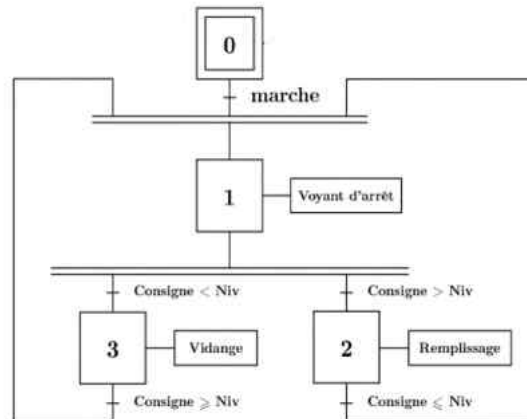 0
marche
1
Voyant d'arrêt
Consigne < Niv
Consigne > Niv
3
Vidange
2
Remplissage
Consigne ⩾ Niv
Consigne ⩽ Niv